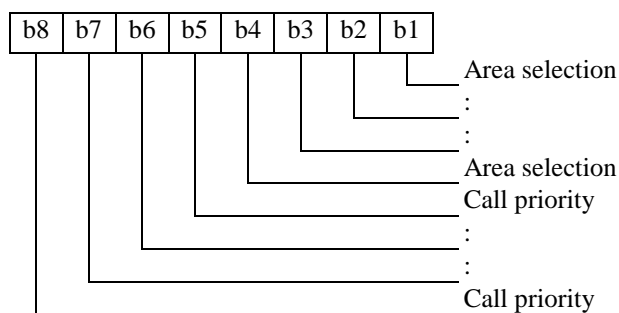 b8 b7 b6 b5 b4 b3 b2 b1
Area selection
:
:
Area selection
Call priority
:
:
Call priority